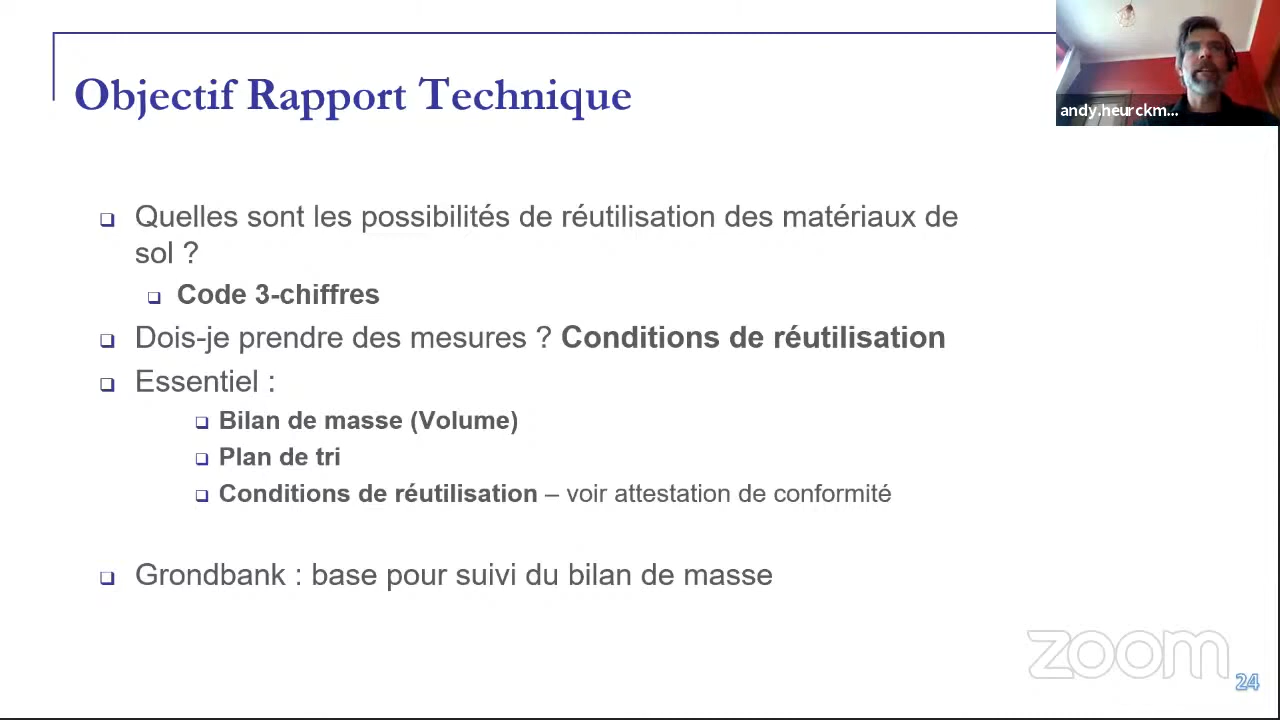 Objectif Rapport Technique
andy.heurckm...
Quelles sont les possibilités de réutilisation des matériaux de
sol ?
Code 3-chiffres
Dois-je prendre des mesures ? Conditions de réutilisation
Essentiel :
Bilan de masse (Volume)
Plan de tri
Conditions de réutilisation – voir attestation de conformité
Grondbank : base pour suivi du bilan de masse
zoom
24